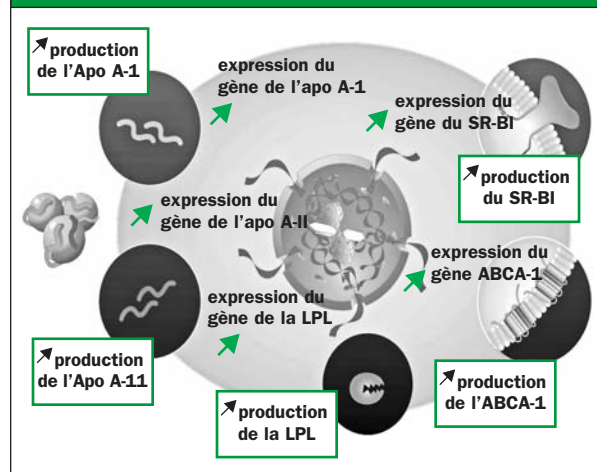 production
de l'Apo A-1
expression du
gène de l'apo A-1
expression du
gène du SR-BI
production
du SR-BI
expression du
gène de l'apo A-II
expression du
gène ABCA-1
expression du
gène de la LPL
production
de l'Apo A-11
production
de la LPL
production
de l'ABCA-1